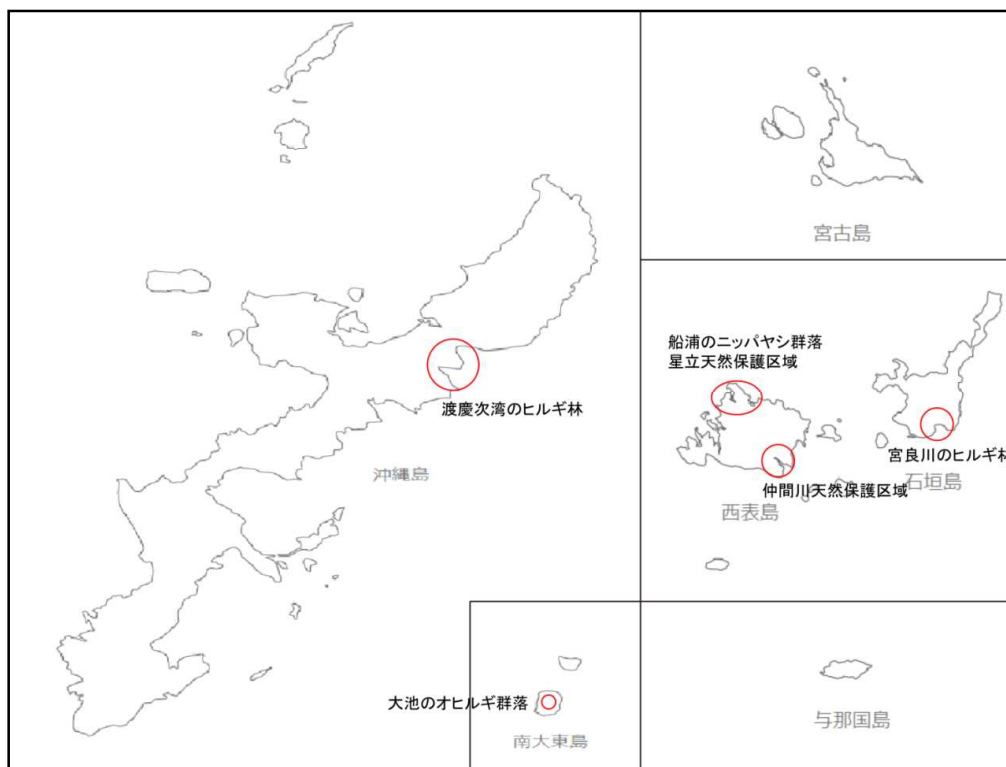 宮古島
船浦のニッパヤシ群落
星立天然保護区域
渡慶次湾のヒルギ林
宮良川のヒルギ林
沖縄島
石垣島
仲間川天然保護区域
西表島
大池のオヒルギ群落
南大東島
与那国島